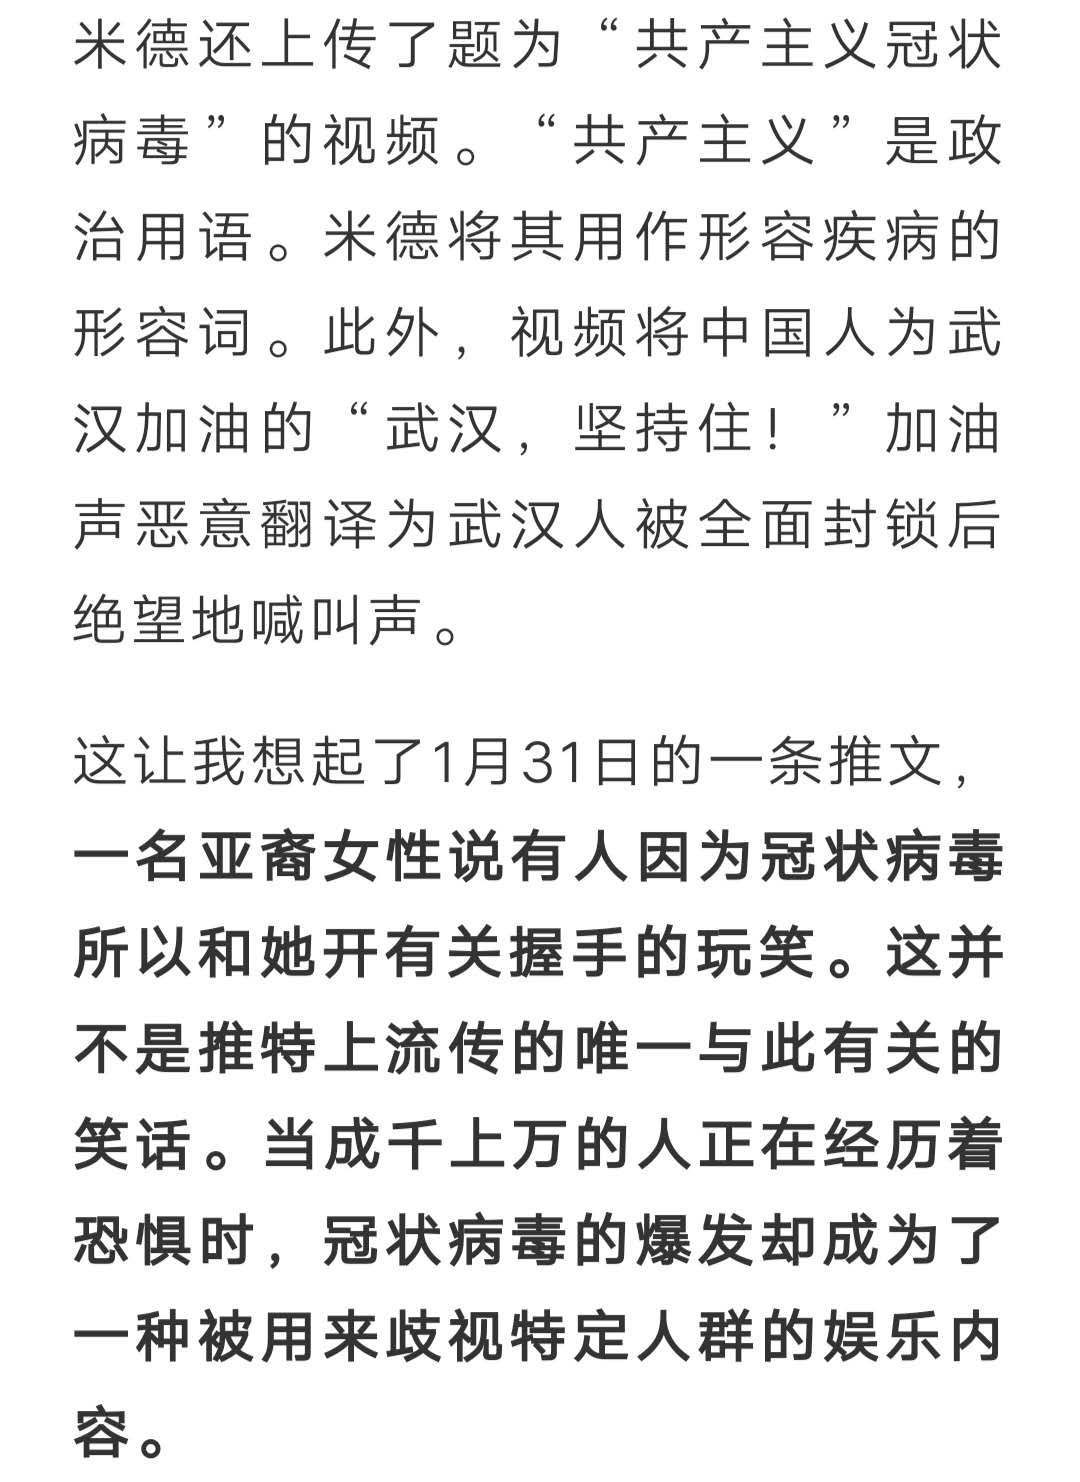 米德还上传了题为“共产主义冠状
病毒”的视频。“共产主义”是政
治用语。米德将其用作形容疾病的
形容词。此外，视频将中国人为武
汉加油的“武汉，坚持住！”加油
声恶意翻译为武汉人被全面封锁后
绝望地喊叫声。
这让我想起了1月31日的一条推文，
一名亚裔女性说有人因为冠状病毒
所以和她开有关握手的玩笑。这并
不是推特上流传的唯一与此有关的
笑话。当成千上万的人正在经历着
恐惧时，冠状病毒的爆发却成为了
一种被用来歧视特定人群的娱乐内
容。